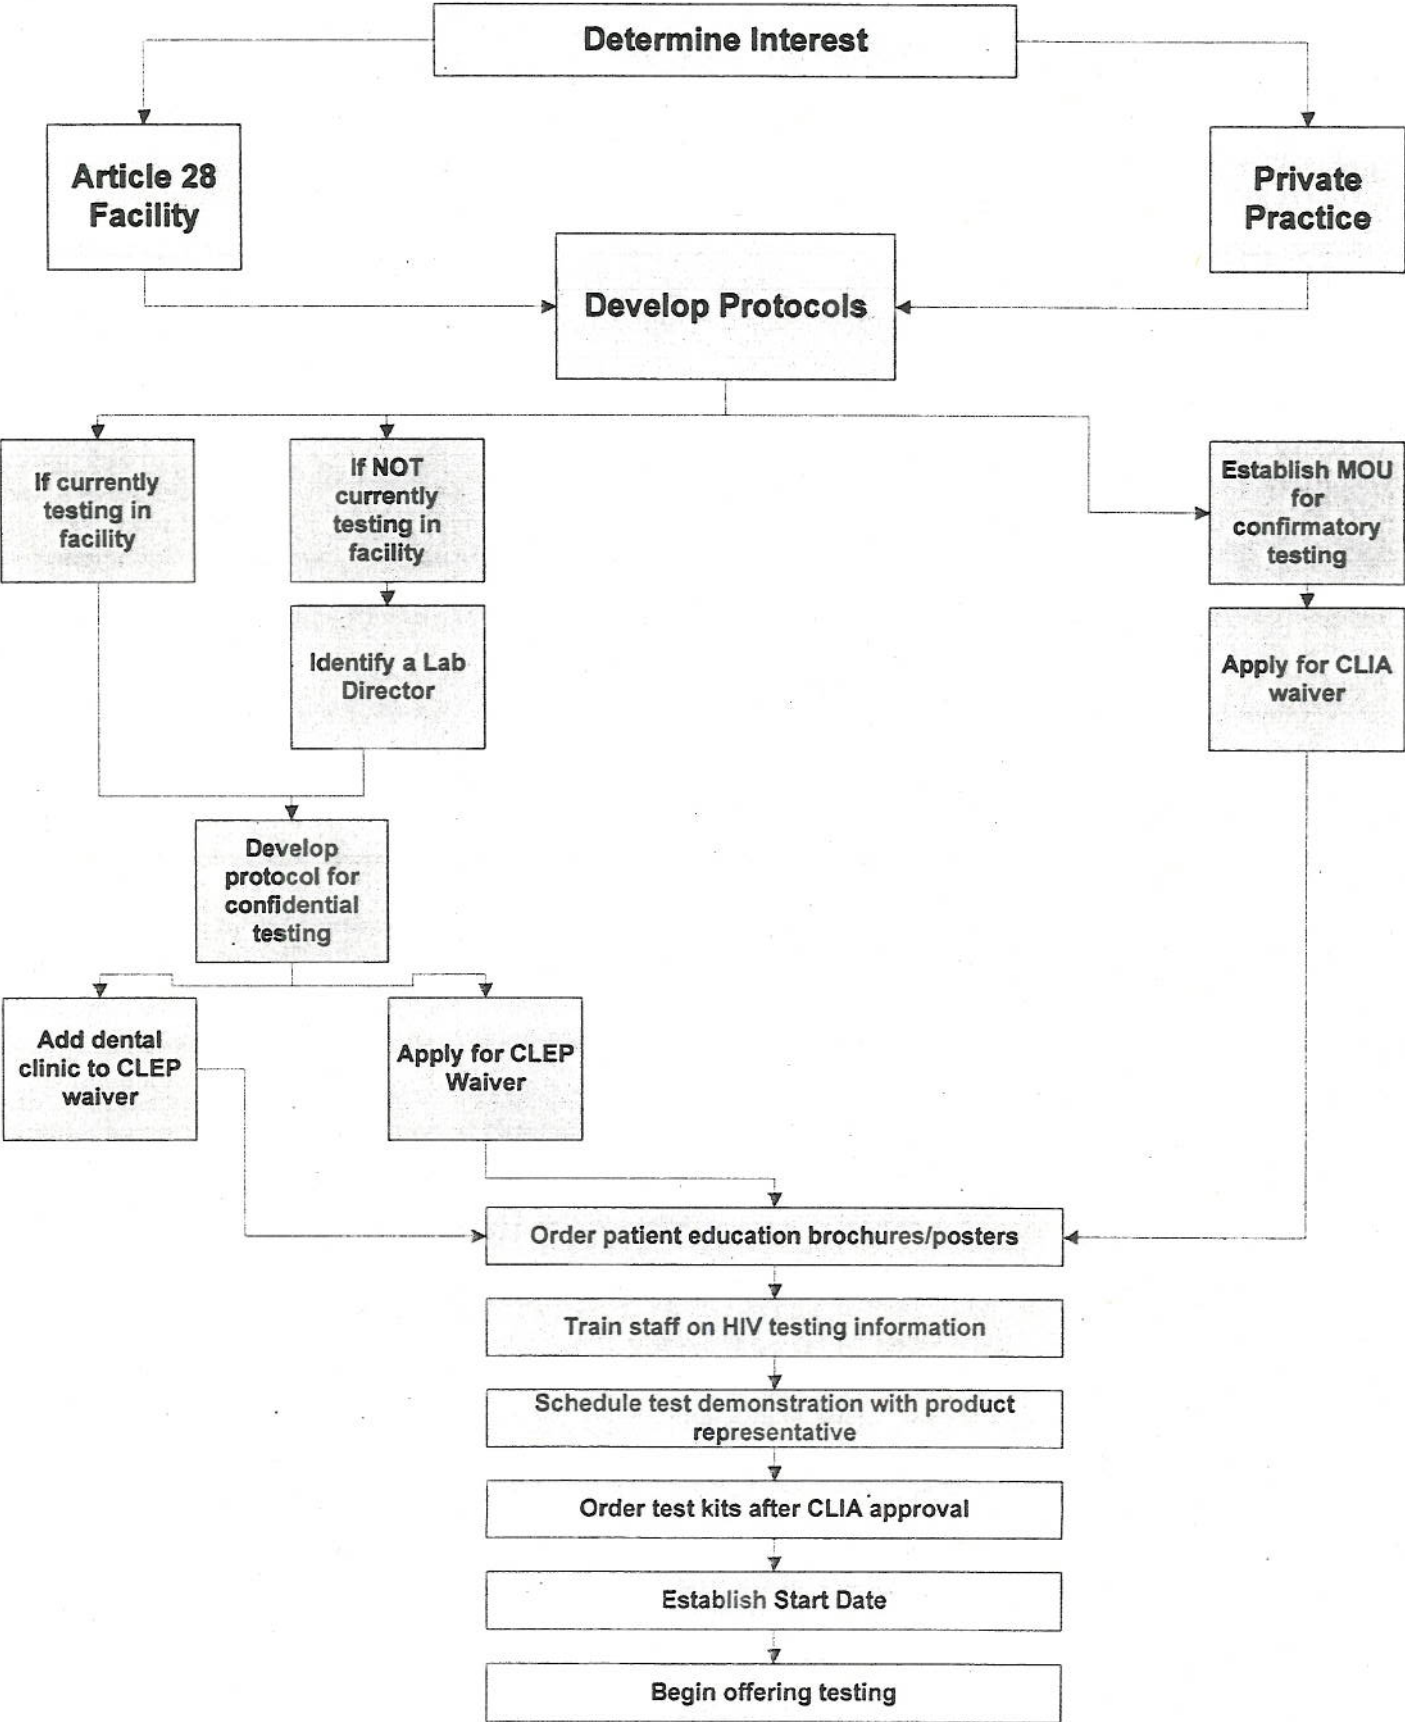 Determine Interest
Article 28
Facility
Private
Practice
Develop Protocols
If currently
testing in
facility
If NOT
currently
testing in
facility
Establish MOU
for
confirmatory
testing
Identify a Lab
Director
Apply for CLIA
waiver
Develop
protocol for
confidential
testing
Add dental
clinic to CLEP
waiver
Apply for CLEP
Waiver
Order patient education brochures/posters
Train staff on HIV testing information
Schedule test demonstration with product
representative
Order test kits after CLIA approval
Establish Start Date
Begin offering testing